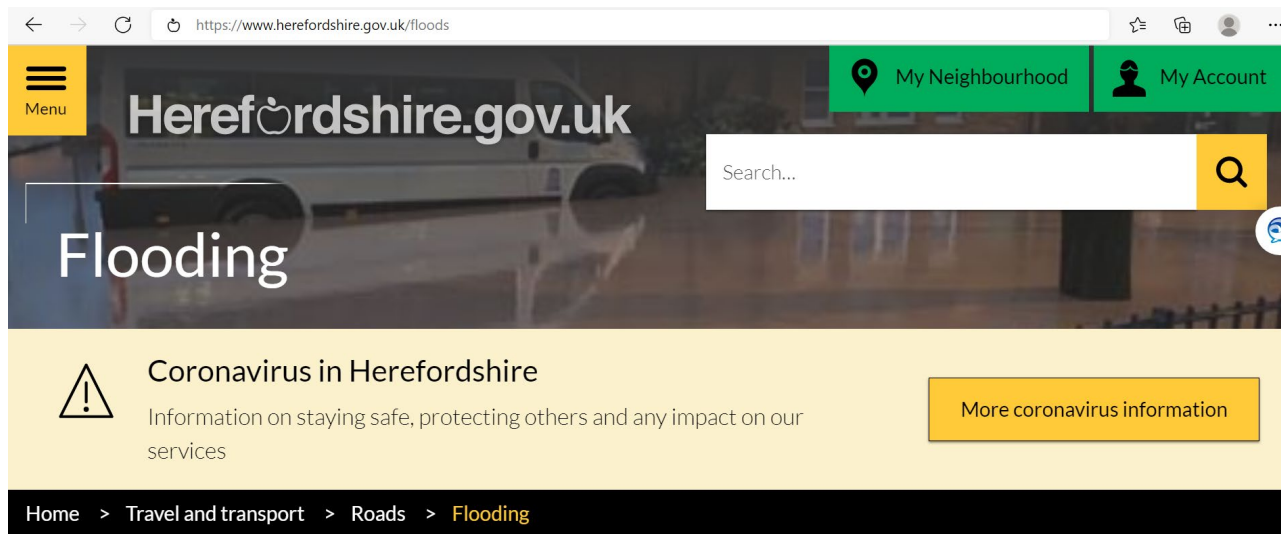 https://www.herefordshire.gov.uk/floods
Menu
Herefordshire.gov.uk
My Neighbourhood
My Account
Search...
Flooding
Coronavirus in Herefordshire
Information on staying safe, protecting others and any impact on our
services
More coronavirus information
Home > Travel and transport > Roads > Flooding